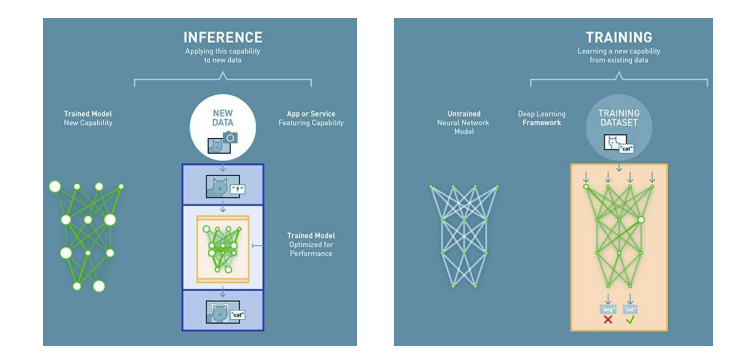 INFERENCE
Applying this capability
to new data
Trained Model
New Capability
NEW
DATA
App or Service
Featuring Capability
"?"
Trained Model
Optimized for
Performance
"cat"
TRAINING
Learning a new capability
from existing data
Untrained
Neural Network
Model
Deep Learning
Framework
TRAINING
DATASET
"cat"
"dog"
"cat"